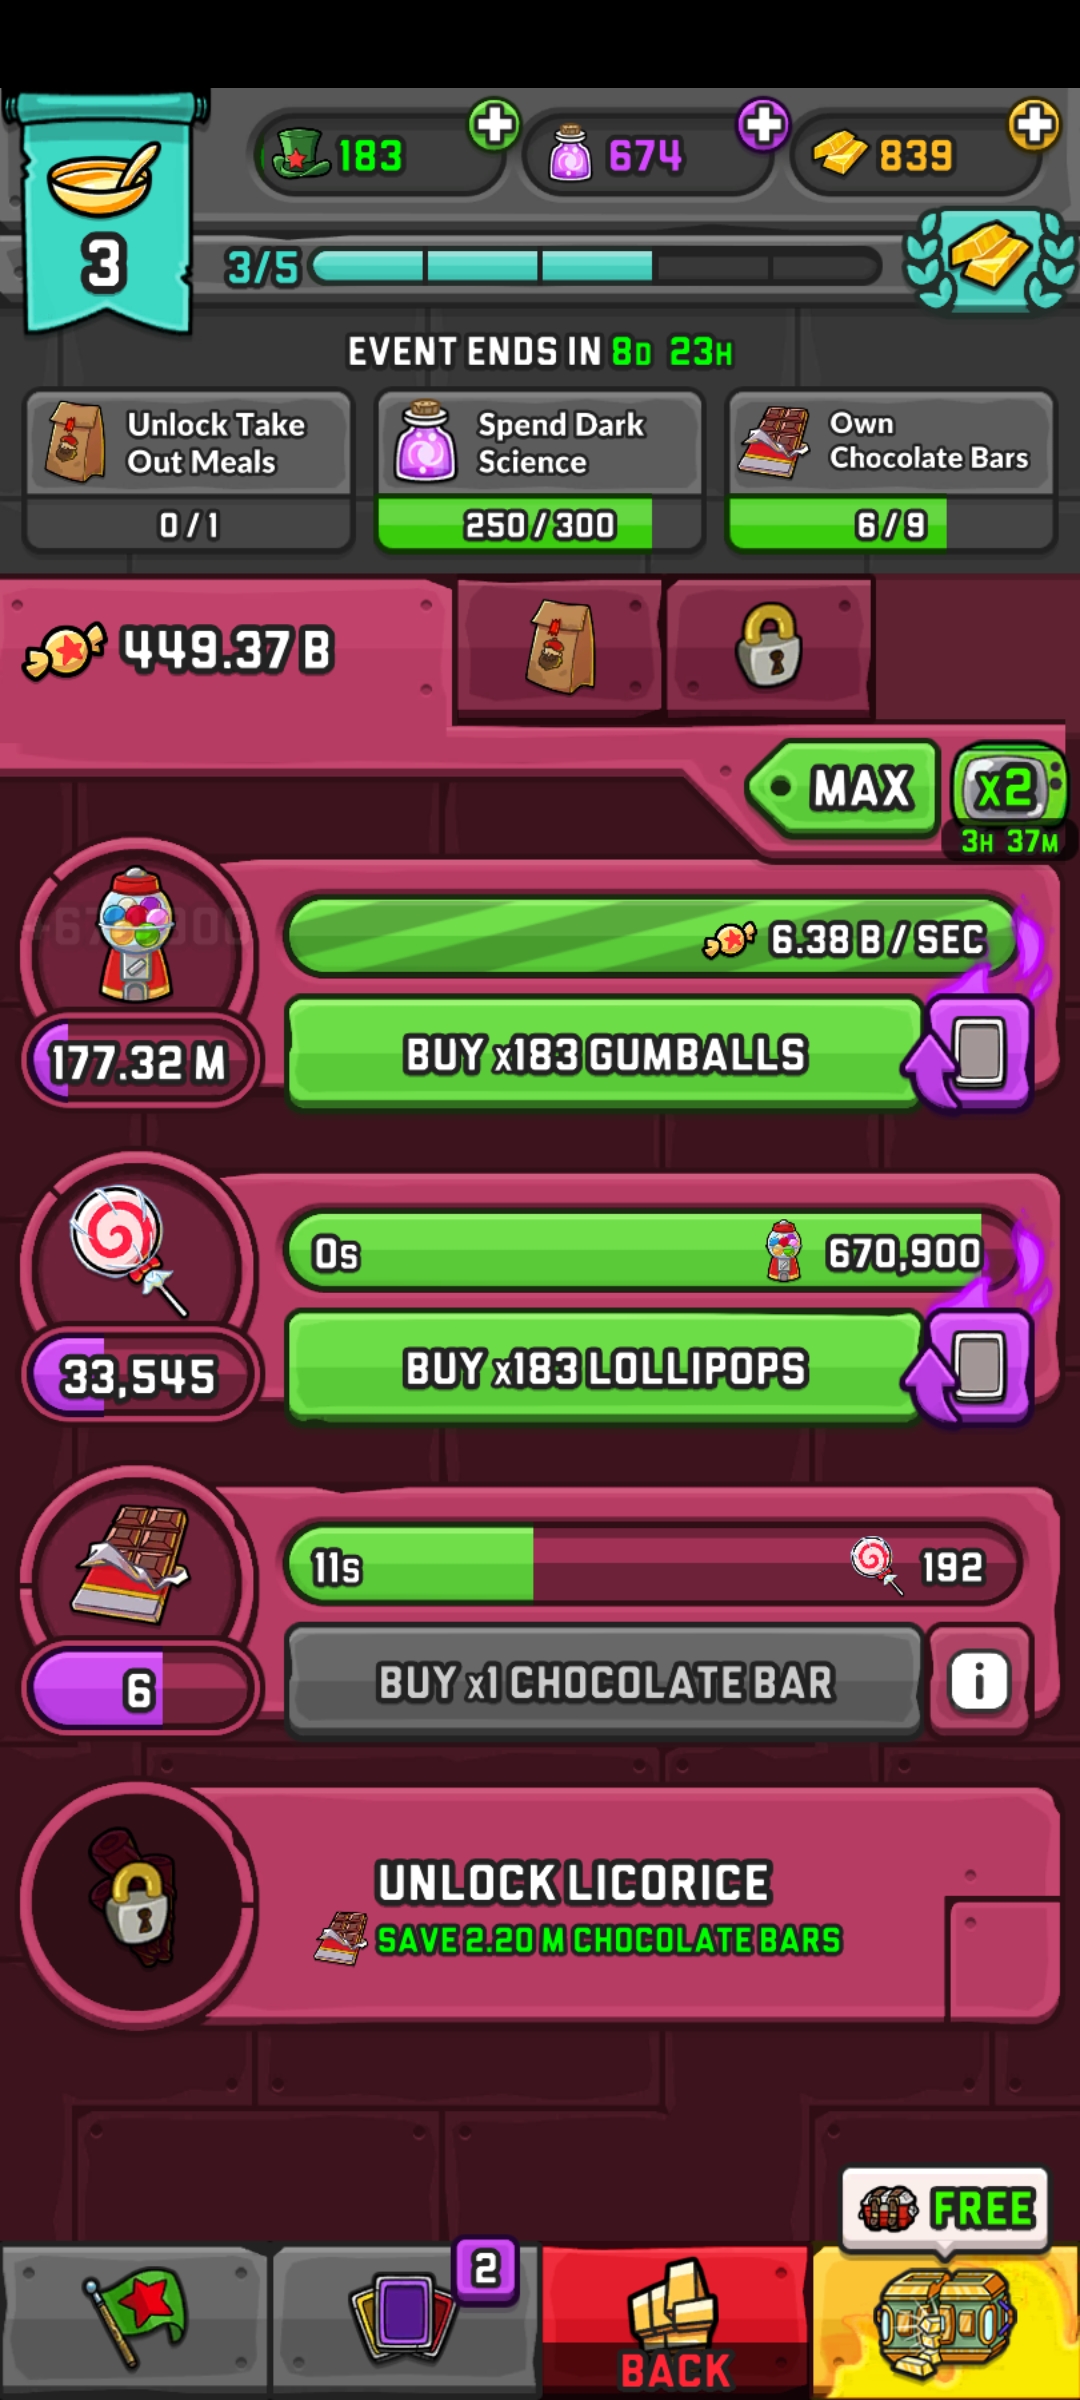 183
674
839
3
3/5
EVENT ENDS IN 8D 23H
Unlock Take
Out Meals
0/1
Spend Dark
Science
250/300
Own
Chocolate Bars
6/9
449.37 B
MAX
x2
3H 37M
6.38 B/SEC
177.32 M
BUY x183 GUMBALLS
0s
670,900
33,545
BUY x183 LOLLIPOPS
11s
192
6
BUY x1 CHOCOLATE BAR
i
UNLOCK LICORICE
SAVE 2.20 M CHOCOLATE BARS
FREE
2
BACK